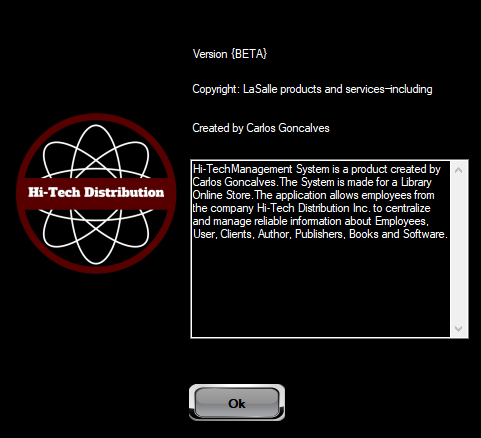 Version {BETA}
Copyright: LaSalle products and services-including
Created by Carlos Goncalves
Hi-Tech Distribution
Hi-Tech Management System is a product created by
Carlos Goncalves.The System is made for a Library
Online Store.The application allows employees from
the company Hi-Tech Distribution Inc. to centralize
and manage reliable information about Employees,
User, Clients, Author, Publishers, Books and Software.
Ok